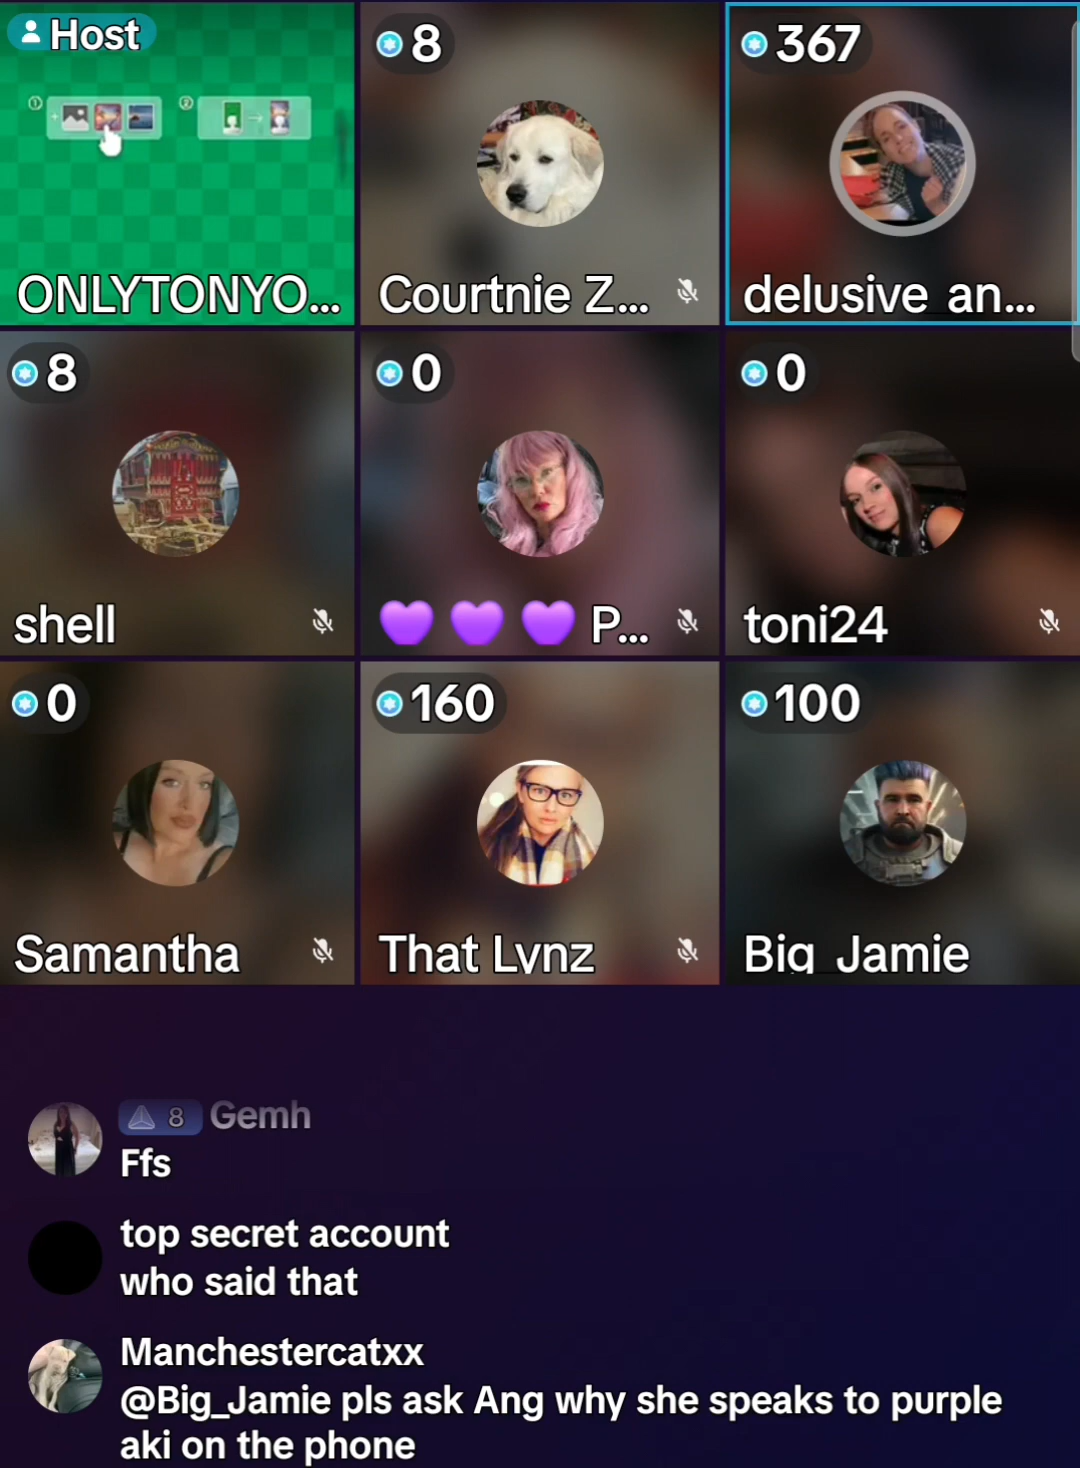 Host
8
367
①
②
ONLYTONYO...
Courtnie Z...
delusive an...
8
0
0
shell
💜 💜 💜 P...
toni24
0
160
100
Samantha
That Lynz
Big Jamie
8 Gemh
Ffs
top secret account
who said that
Manchestercatxx
@Big_Jamie pls ask Ang why she speaks to purple
aki on the phone